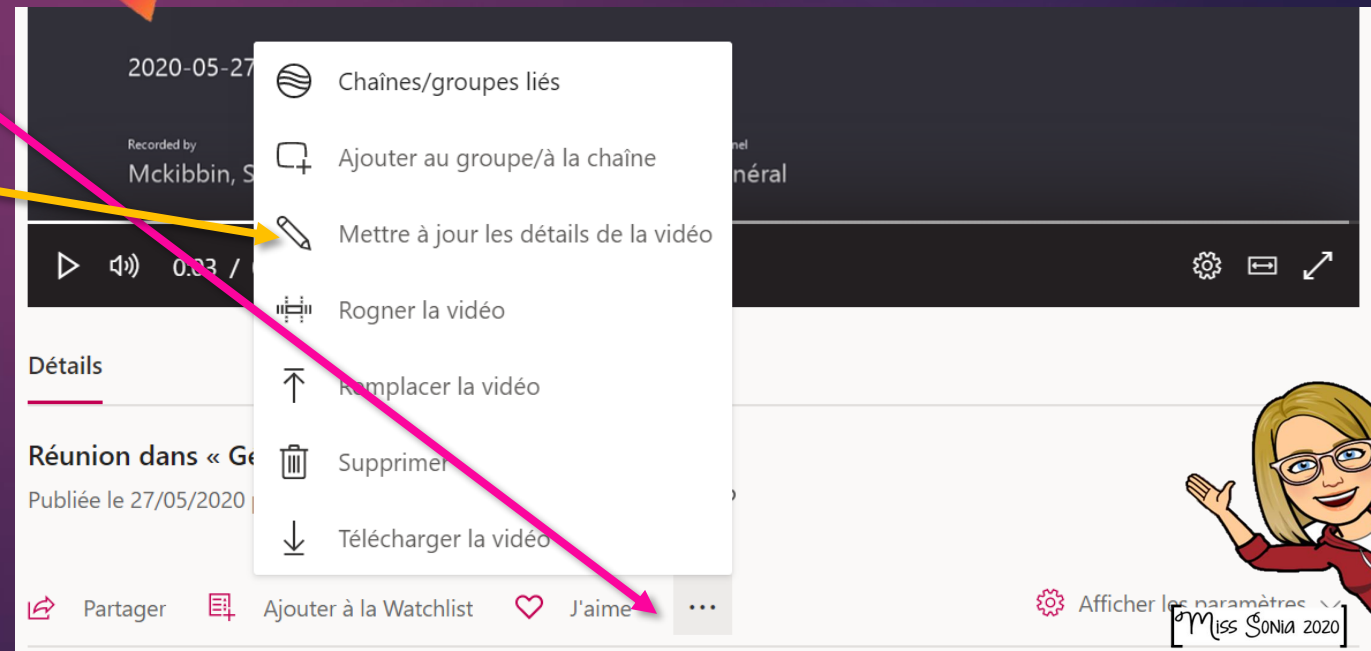 2020-05-27
Recorded by
Mckibbin, S
néral
Chaînes/groupes liés
Ajouter au groupe/à la chaîne
Mettre à jour les détails de la vidéo
Rogner la vidéo
Remplacer la vidéo
Supprimer
Télécharger la vidéo
0:03 /
Détails
Réunion dans « Ge
Publiée le 27/05/2020
Partager Ajouter à la Watchlist J'aime ... Afficher les paramètres
Miss Sonia 2020